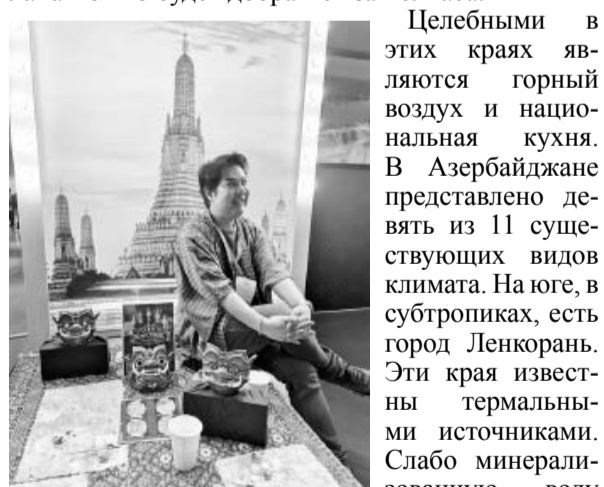 Целебными в
этих краях яв-
ляются горный
воздух и нацио-
нальная кухня.
В Азербайджане
представлено де-
вять из 11 суще-
ствующих видов
климата. На юге, в
субтропиках, есть
город Ленкорань.
Эти края извест-
ны термальны-
ми источниками.
Слабо минерали-